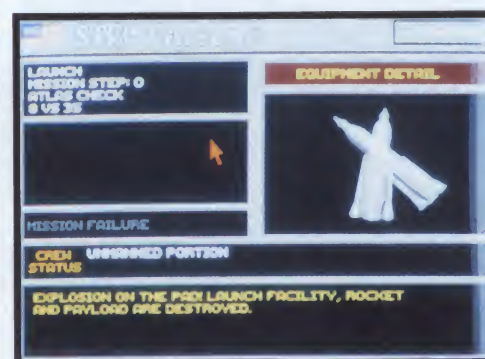 LAUNCH
MISSION STEP: 0
ATLAS CHECK
8 VS 35
EQUIPMENT DETAIL
MISSION FAILURE
CREW STATUS
UNMANNED PORTION
EXPLOSION ON THE PAD! LAUNCH FACILITY, ROCKET
AND PAYLOAD ARE DESTROYED.